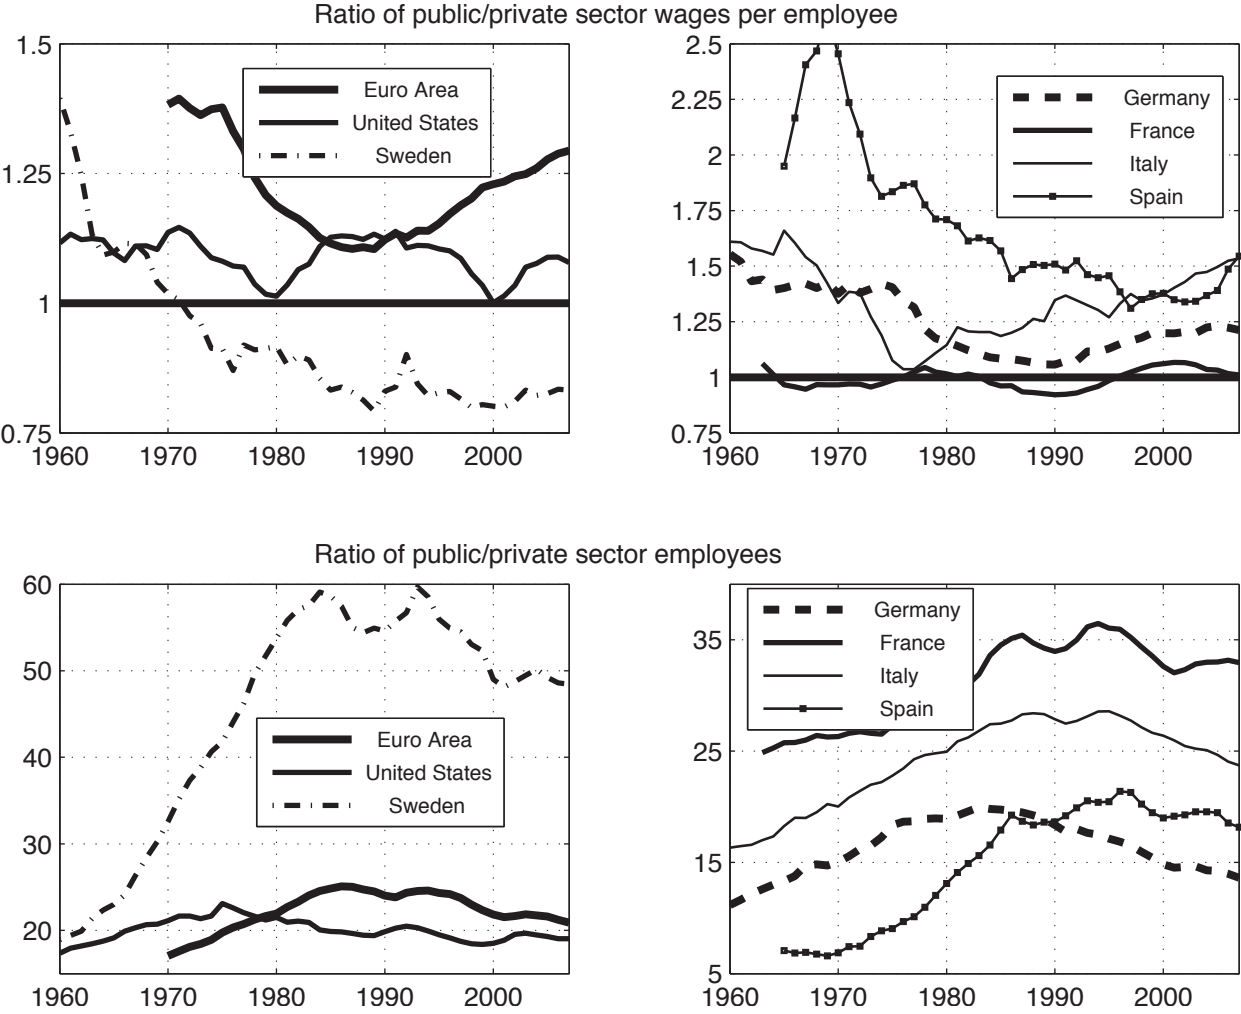 Ratio of public/private sector wages per employee
1.5
1.25
1
0.75
1960 1970 1980 1990 2000
Euro Area
United States
Sweden
2.5
2.25
2
1.75
1.5
1.25
1
0.75
1960 1970 1980 1990 2000
Germany
France
Italy
Spain
Ratio of public/private sector employees
60
50
40
30
20
1960 1970 1980 1990 2000
Euro Area
United States
Sweden
35
25
15
5
1960 1970 1980 1990 2000
Germany
France
Italy
Spain